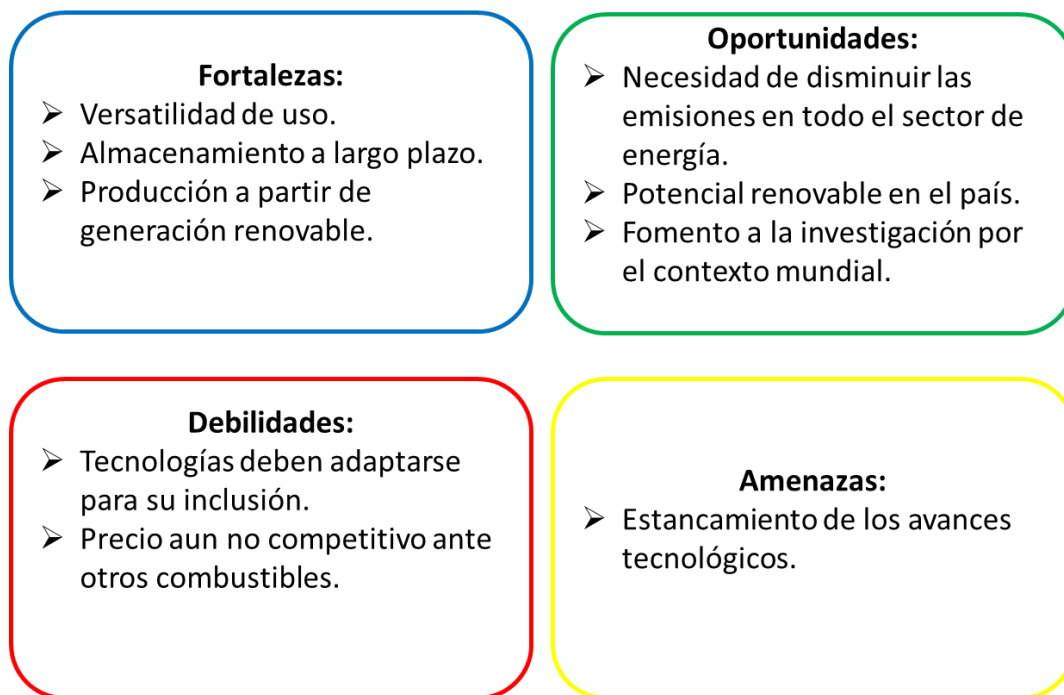 Fortalezas:
➢ Versatilidad de uso.
➢ Almacenamiento a largo plazo.
➢ Producción a partir de
generación renovable.
Oportunidades:
➢ Necesidad de disminuir las
emisiones en todo el sector de
energía.
➢ Potencial renovable en el país.
➢ Fomento a la investigación por
el contexto mundial.
Debilidades:
➢ Tecnologías deben adaptarse
para su inclusión.
➢ Precio aun no competitivo ante
otros combustibles.
Amenazas:
➢ Estancamiento de los avances
tecnológicos.